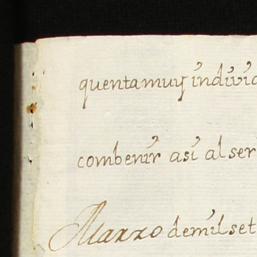 quenta muy individ
combenir asi al ser
Marzo de mil set